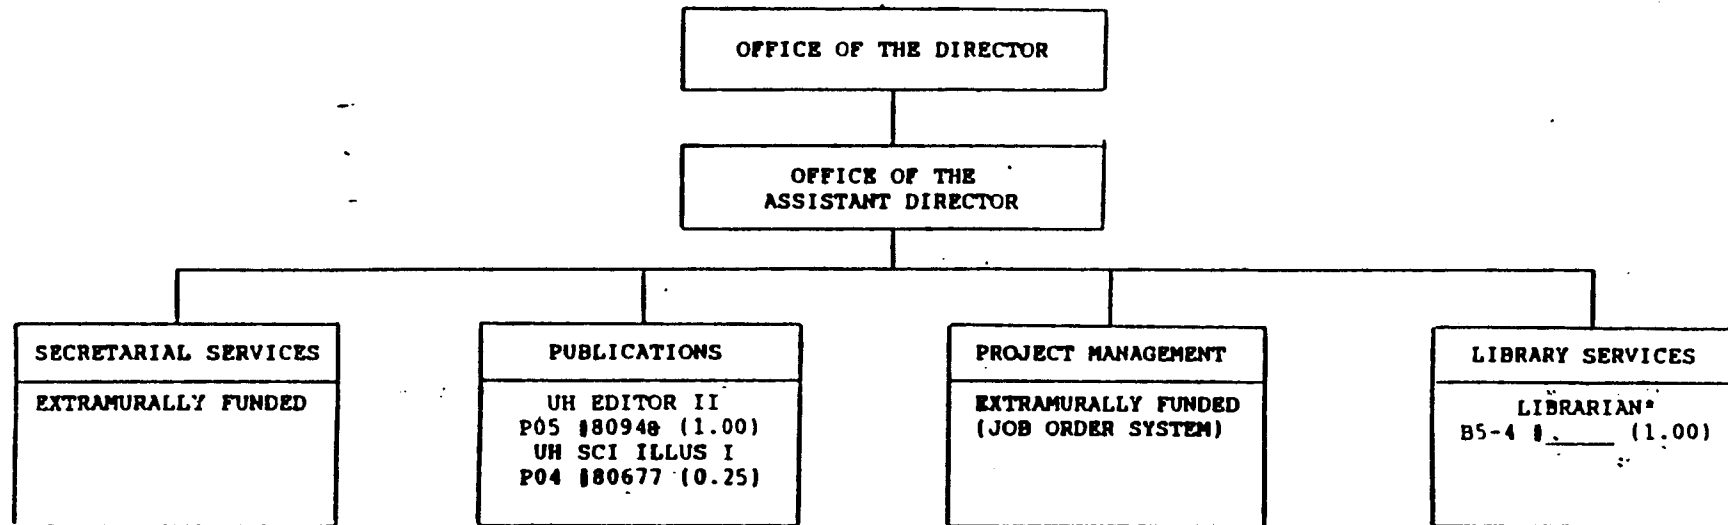 OFFICE OF THE DIRECTOR
OFFICE OF THE
ASSISTANT DIRECTOR
SECRETARIAL SERVICES
EXTRAMURALLY FUNDED
PUBLICATIONS
UH EDITOR II
P05 #80948 (1.00)
UH SCI ILLUS I
P04 #80677 (0.25)
PROJECT MANAGEMENT
EXTRAMURALLY FUNDED
(JOB ORDER SYSTEM)
LIBRARY SERVICES
LIBRARIAN*
B5-4 #_____ (1.00)